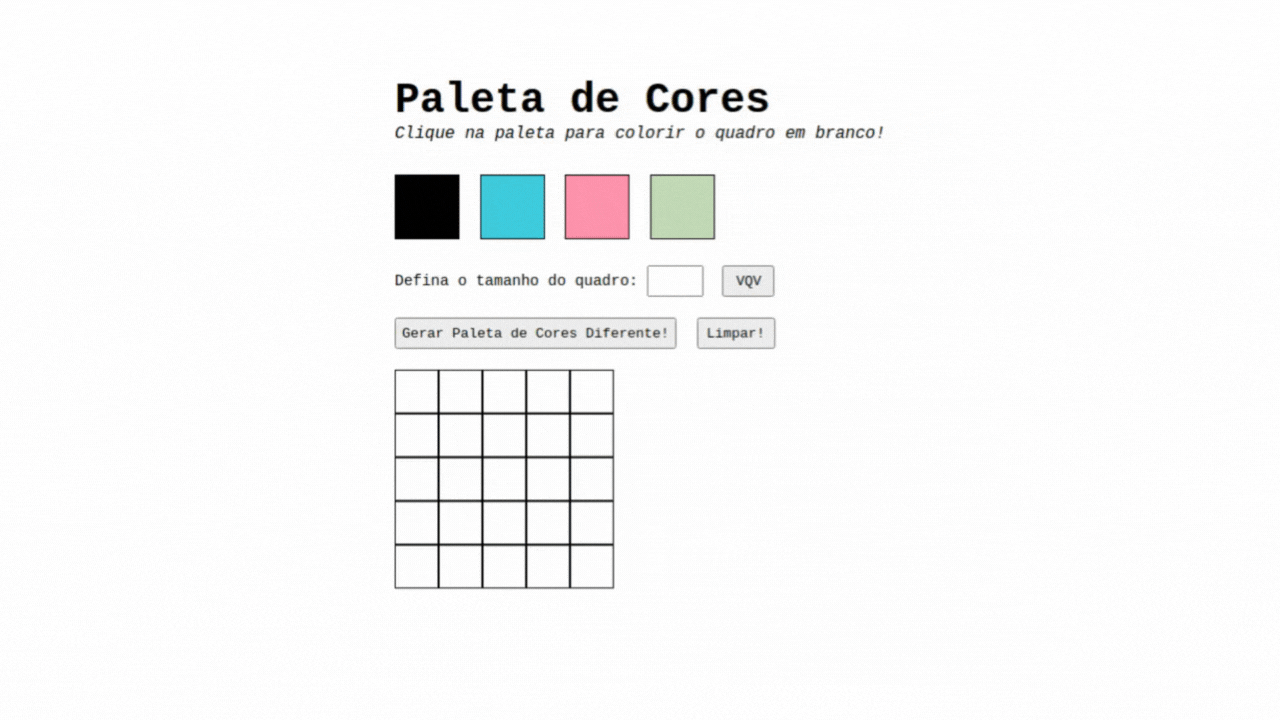 Paleta de Cores
Clique na paleta para colorir o quadro em branco!
Defina o tamanho do quadro: VQV
Gerar Paleta de Cores Diferente! Limpar!